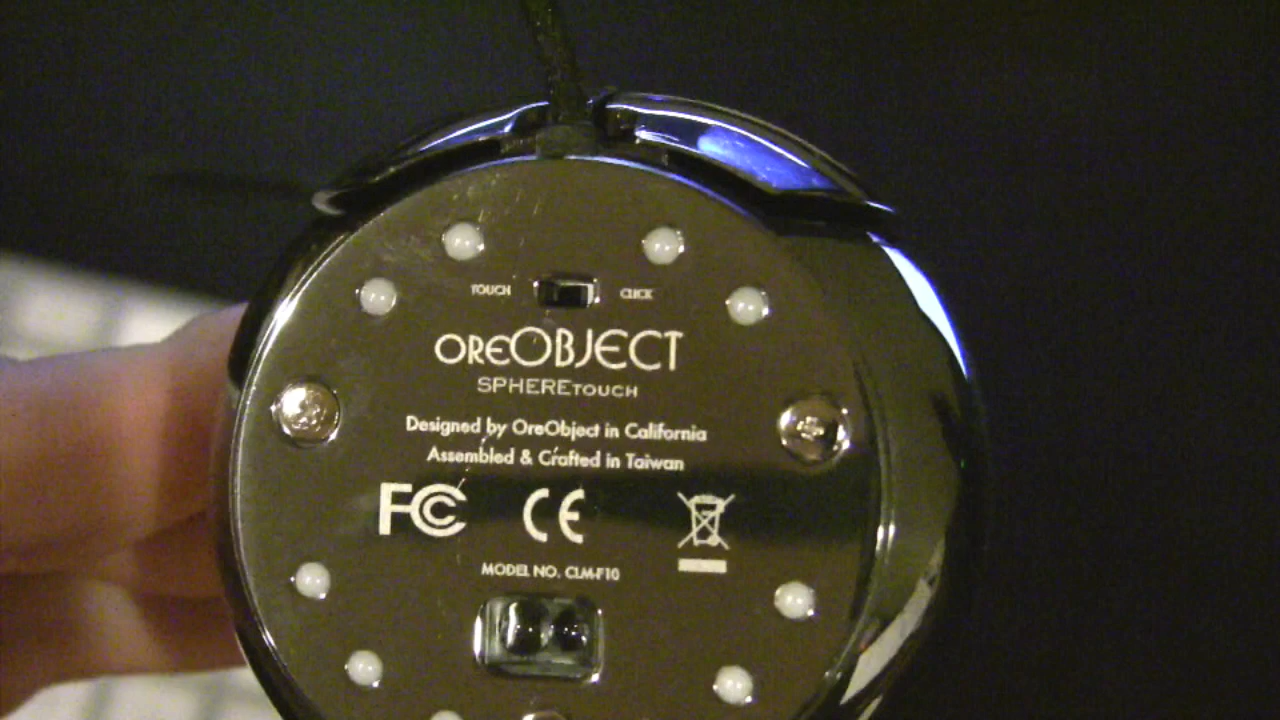 TOUCH CLICK
OREOBJECT
SPHERETOUCH
Designed by OreObject in California
Assembled & Crafted in Taiwan
FC CE
MODEL NO. CLM-F10